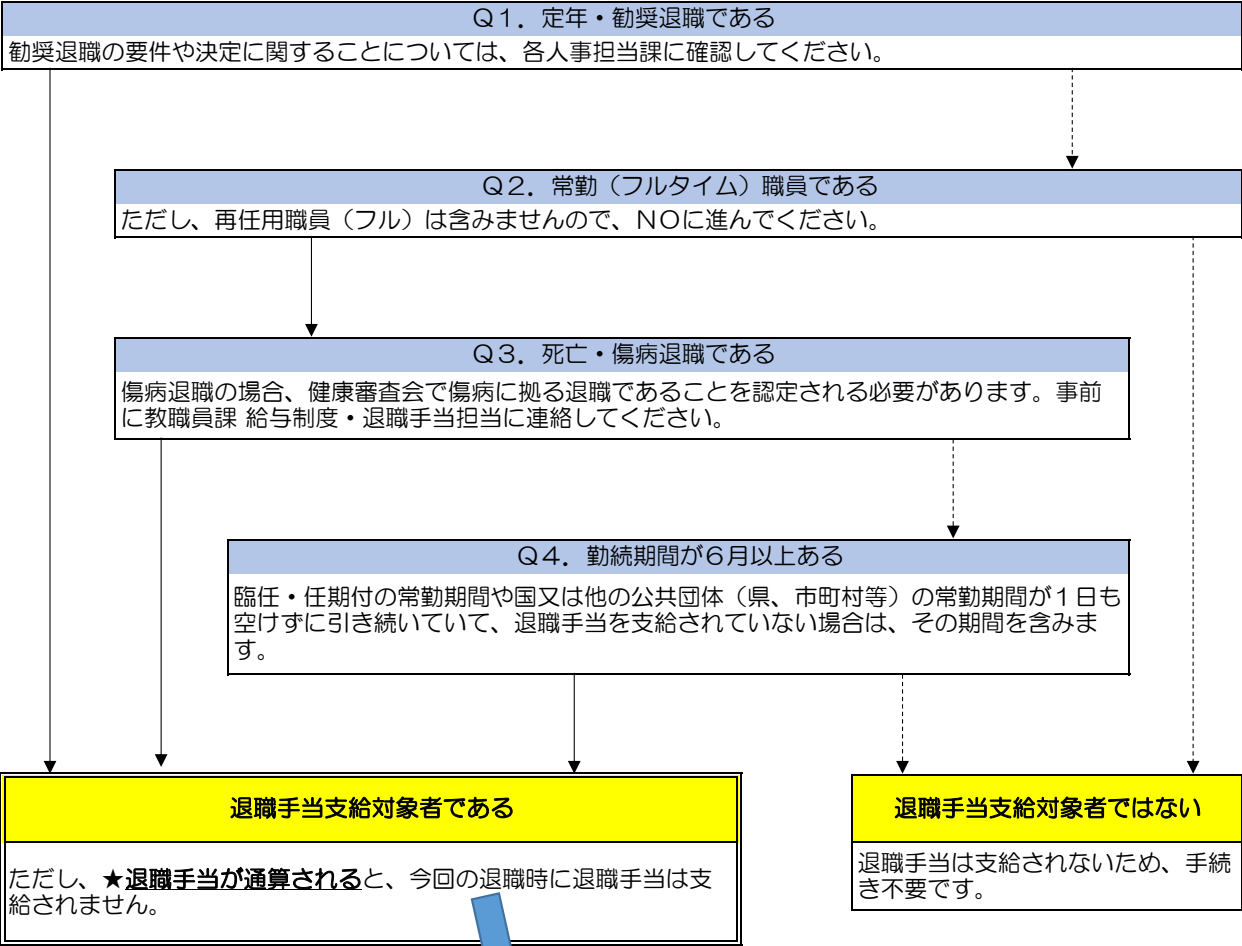 Q1．定年・勧奨退職である
勧奨退職の要件や決定に関することについては、各人事担当課に確認してください。
Q2．常勤（フルタイム）職員である
ただし、再任用職員（フル）は含みませんので、NOに進んでください。
Q3．死亡・傷病退職である
傷病退職の場合、健康審査会で傷病に拠る退職であることを認定される必要があります。事前
に教職員課 給与制度・退職手当担当に連絡してください。
Q4．勤続期間が6月以上ある
臨任・任期付の常勤期間や国又は他の公共団体（県、市町村等）の常勤期間が1日も
空けずに引き続いていて、退職手当を支給されていない場合は、その期間を含みま
す。
退職手当支給対象者である
ただし、★退職手当が通算されると、今回の退職時に退職手当は支
給されません。
退職手当支給対象者ではない
退職手当は支給されないため、手続
き不要です。